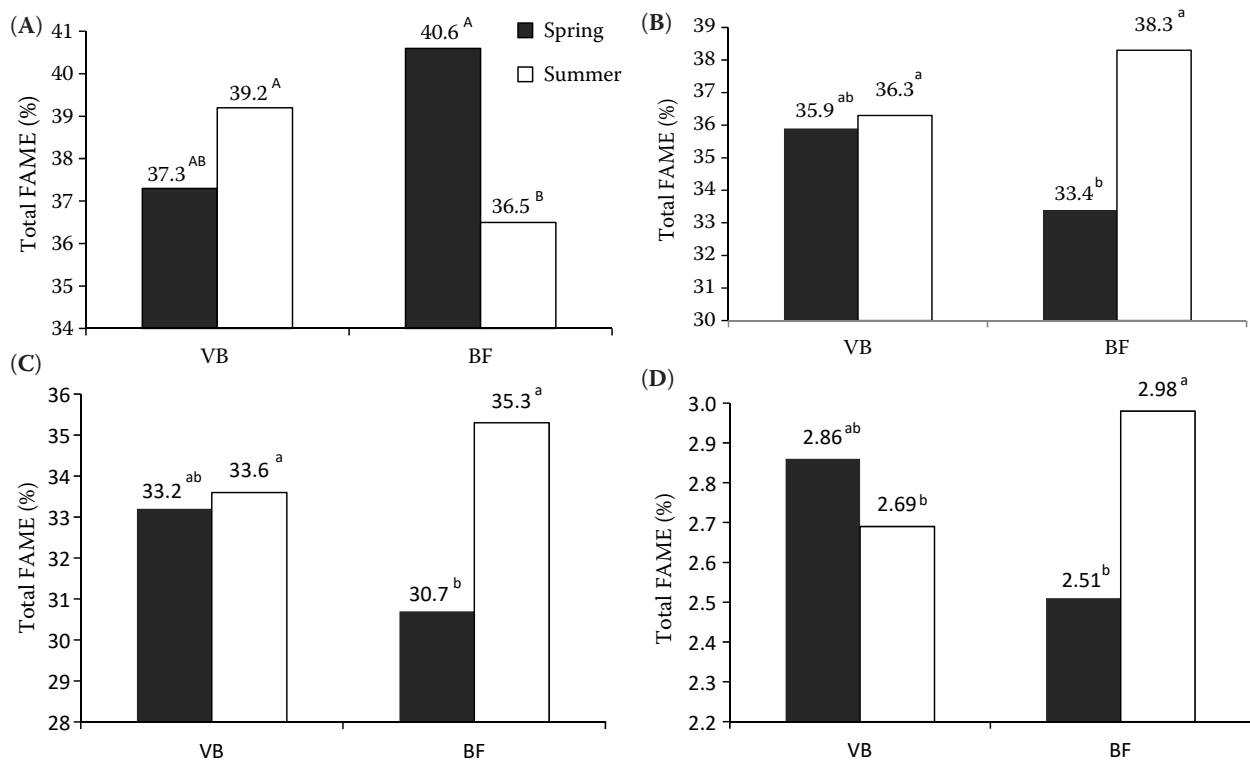 (A)
Total FAME (%)
41
40
39
38
37
36
35
34
37.3 AB
39.2 A
40.6 A
36.5 B
Spring
Summer
VB
BF
(B)
Total FAME (%)
39
38
37
36
35
34
33
32
31
30
35.9 ab
36.3 a
33.4 b
38.3 a
VB
BF
(C)
Total FAME (%)
36
35
34
33
32
31
30
29
28
33.2 ab
33.6 a
30.7 b
35.3 a
VB
BF
(D)
Total FAME (%)
3.0
2.9
2.8
2.7
2.6
2.5
2.4
2.3
2.2
2.86 ab
2.69 b
2.51 b
2.98 a
VB
BF